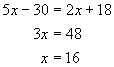 5x − 30 = 2x + 18
3x = 48
x = 16